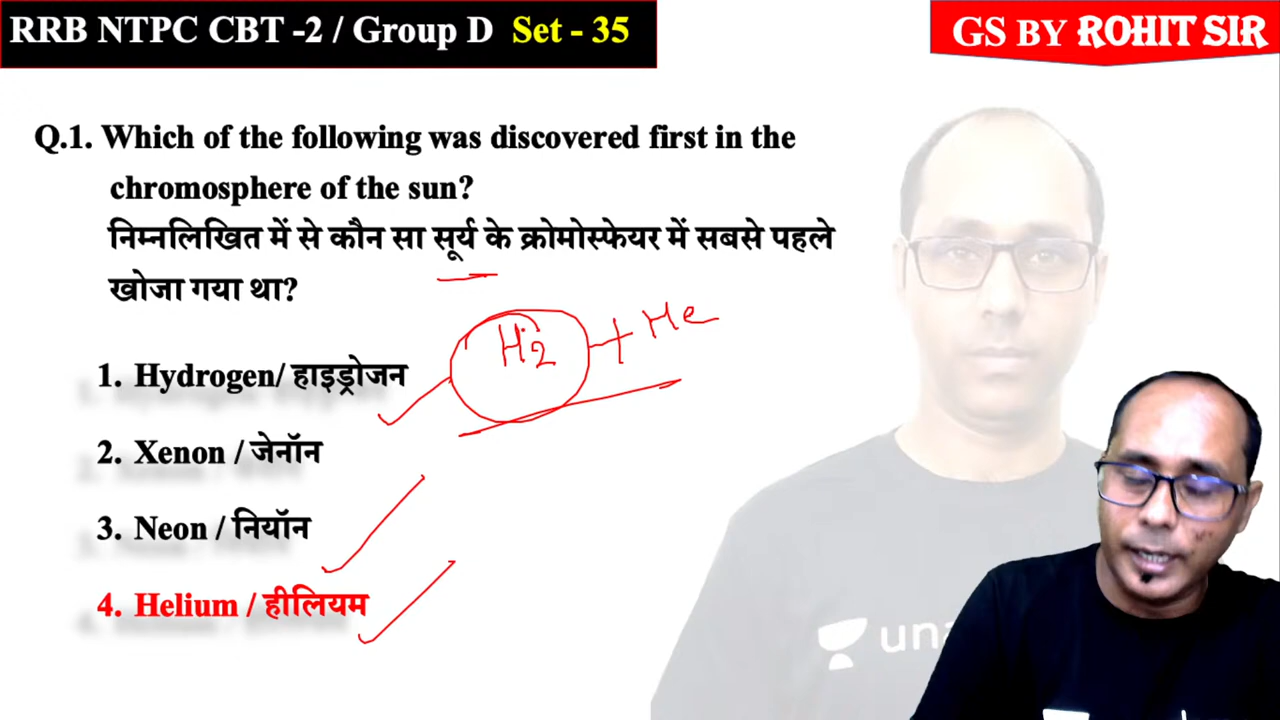 RRB NTPC CBT -2 / Group D Set - 35
GS BY ROHIT SIR
Q.1. Which of the following was discovered first in the
chromosphere of the sun?
निम्नलिखित में से कौन सा सूर्य के क्रोमोस्फेयर में सबसे पहले
खोजा गया था?
H2 + He
1. Hydrogen/ हाइड्रोजन
2. Xenon / जेनॉन
3. Neon / नियॉन
4. Helium / हीलियम
una